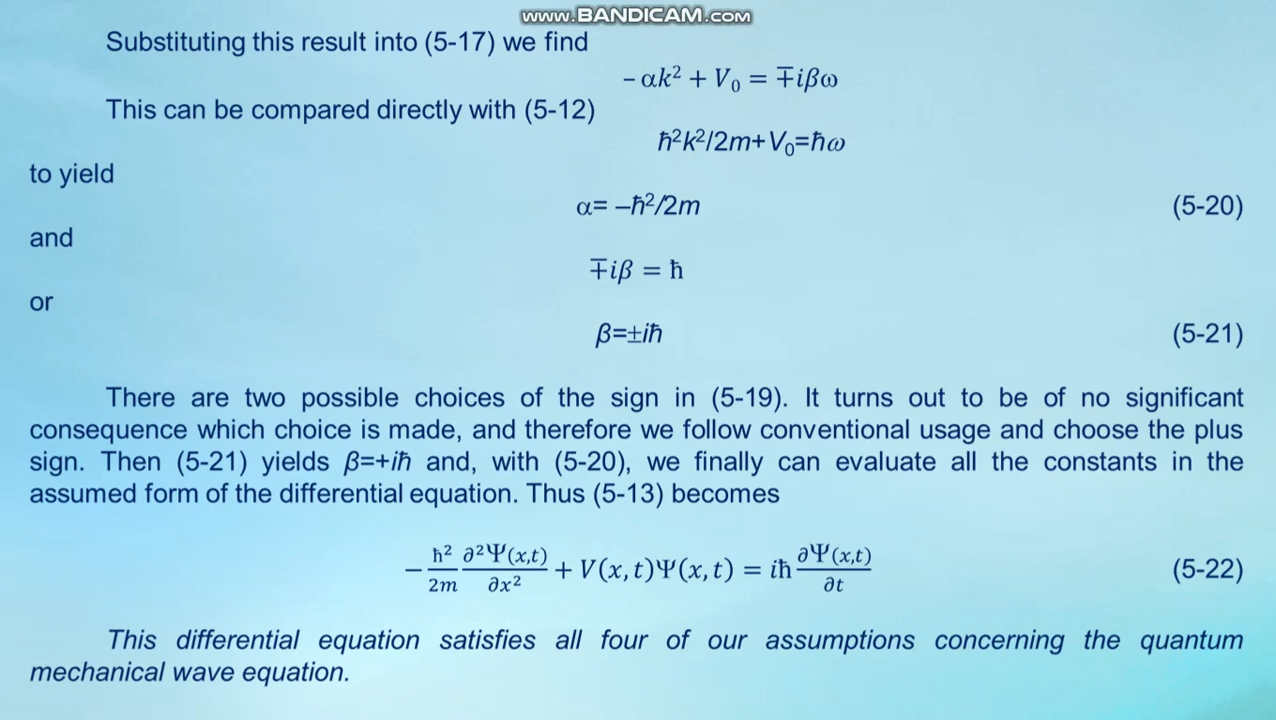 www.BANDICAM.com
Substituting this result into (5-17) we find
– αk² + V₀ = ∓iβω
This can be compared directly with (5-12)
ħ²k²/2m+V₀=ħω
to yield
α= –ħ²/2m (5-20)
and
∓iβ = ħ
or
β=±iħ (5-21)
There are two possible choices of the sign in (5-19). It turns out to be of no significant
consequence which choice is made, and therefore we follow conventional usage and choose the plus
sign. Then (5-21) yields β=+iħ and, with (5-20), we finally can evaluate all the constants in the
assumed form of the differential equation. Thus (5-13) becomes
−ħ²/2m ∂²Ψ(x,t)/∂x² + V(x,t)Ψ(x,t) = iħ ∂Ψ(x,t)/∂t (5-22)
This differential equation satisfies all four of our assumptions concerning the quantum
mechanical wave equation.